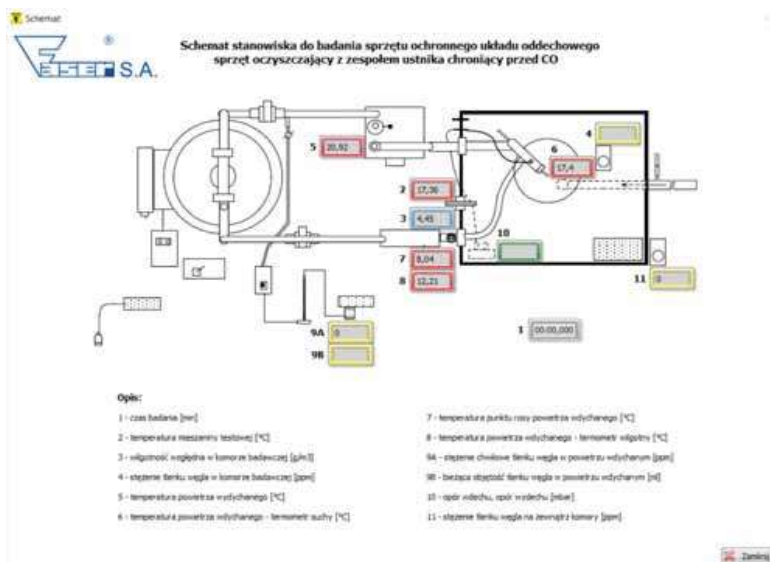 Schemat
FASER S.A.
®
Schemat stanowiska do badania sprzętu ochronnego układu oddechowego
sprzęt oczyszczający z zespołem ustnika chroniący przed CO
4
5 20,92
6
17,4
2 17,36
3 4,45
10
7 8,04
8 12,21
11 0
9A 0
9B
1 00:00,000
Opis:
1 - czas badania [min]
2 - temperatura mieszaniny testowej [°C]
3 - wilgotność względna w komorze badawczej [g/m3]
4 - stężenie tlenku węgla w komorze badawczej [ppm]
5 - temperatura powietrza wydychanego [°C]
6 - temperatura powietrza wdychanego - termometr suchy [°C]
7 - temperatura punktu rosy powietrza wdychanego [°C]
8 - temperatura powietrza wdychanego - termometr wilgotny [°C]
9A - stężenie chwilowe tlenku węgla w powietrzu wdychanym [ppm]
9B - bieżąca objętość tlenku węgla w powietrzu wdychanym [ml]
10 - opór wdechu, opór wydechu [mbar]
11 - stężenie tlenku węgla na zewnątrz komory [ppm]
Zamknij